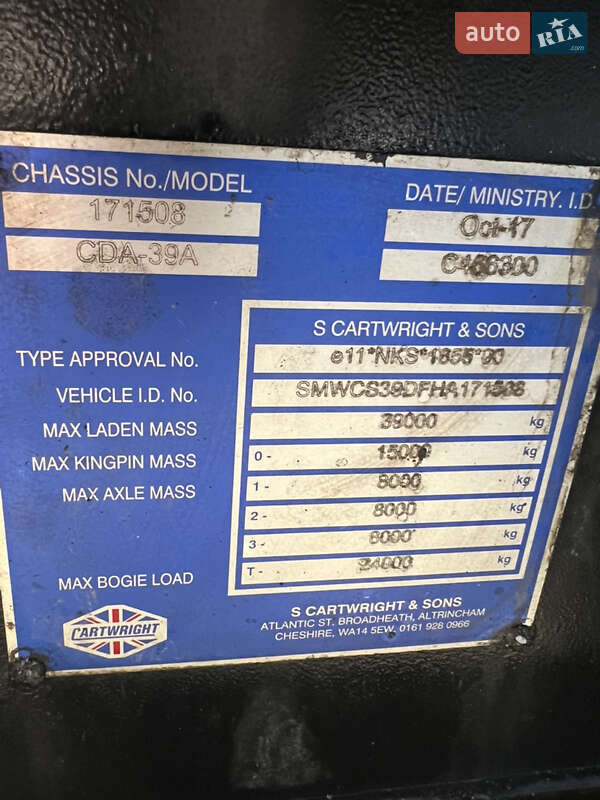 auto RIA.com
CHASSIS No./MODEL
171508
CDA-39A
DATE/ MINISTRY. I.D.
Oct-17
C466300
S CARTWRIGHT & SONS
TYPE APPROVAL No. e11*NKS*1855*00
VEHICLE I.D. No. SMWCS39DFHA171508
MAX LADEN MASS 39000 kg
MAX KINGPIN MASS 0- 15000 kg
MAX AXLE MASS 1- 8000 kg
2- 8000 kg
3- 8000 kg
MAX BOGIE LOAD T- 24000 kg
CARTWRIGHT
S CARTWRIGHT & SONS
ATLANTIC ST. BROADHEATH, ALTRINCHAM
CHESHIRE, WA14 5EW, 0161 928 0966